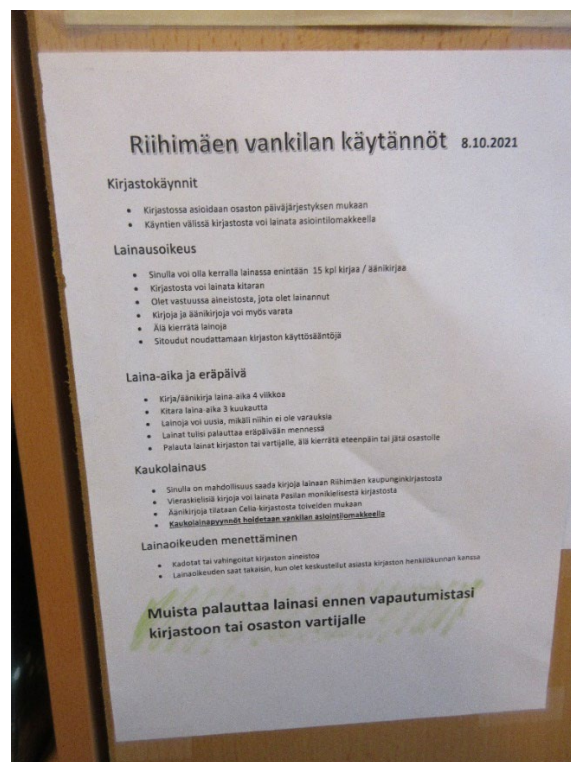 Riihimäen vankilan käytännöt 8.10.2021
Kirjastokäynnit
• Kirjastossa asioidaan osaston päiväjärjestyksen mukaan
• Käyntien välissä kirjastosta voi lainata asiointilomakkeella
Lainausoikeus
• Sinulla voi olla kerralla lainassa enintään 15 kpl kirjaa / äänikirjaa
• Kirjastosta voi lainata kitaran
• Olet vastuussa aineistosta, jota olet lainannut
• Kirjoja ja äänikirjoja voi myös varata
• Älä kierrätä lainoja
• Sitoudut noudattamaan kirjaston käyttösääntöjä
Laina-aika ja eräpäivä
• Kirja/äänikirja laina-aika 4 viikkoa
• Kitara laina-aika 3 kuukautta
• Lainoja voi uusia, mikäli niihin ei ole varauksia
• Lainat tulisi palauttaa eräpäivään mennessä
• Palauta lainat kirjaston tai vartijalle, älä kierrätä eteenpäin tai jätä osastolle
Kaukolainaus
• Sinulla on mahdollisuus saada kirjoja lainaan Riihimäen kaupunginkirjastosta
• Vieraskielisiä kirjoja voi lainata Pasilan monikielisestä kirjastosta
• Äänikirjoja tilataan Celia-kirjastosta toiveiden mukaan
• Kaukolainapyynnöt hoidetaan vankilan asiointilomakkeella
Lainaoikeuden menettäminen
• Kadotat tai vahingoitat kirjaston aineistoa
• Lainaoikeuden saat takaisin, kun olet keskustellut asiasta kirjaston henkilökunnan kanssa
Muista palauttaa lainasi ennen vapautumistasi
kirjastoon tai osaston vartijalle